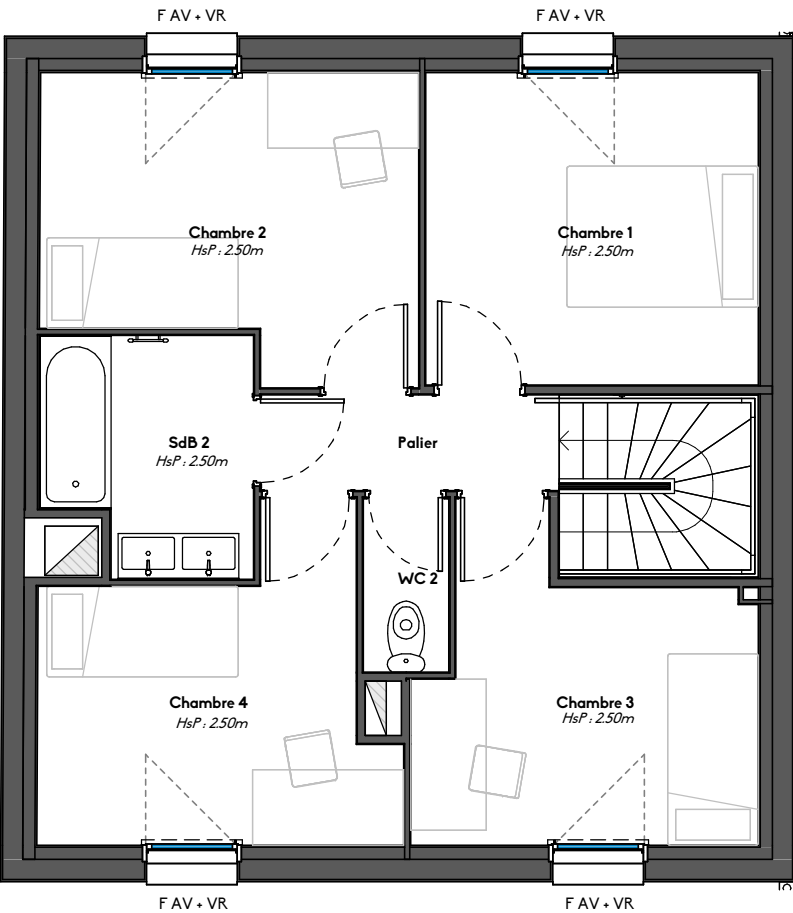 F AV + VR
F AV + VR
Chambre 2
HsP : 2.50m
Chambre 1
HsP : 2.50m
SdB 2
HsP : 2.50m
Palier
WC 2
Chambre 4
HsP : 2.50m
Chambre 3
HsP : 2.50m
F AV + VR
F AV + VR